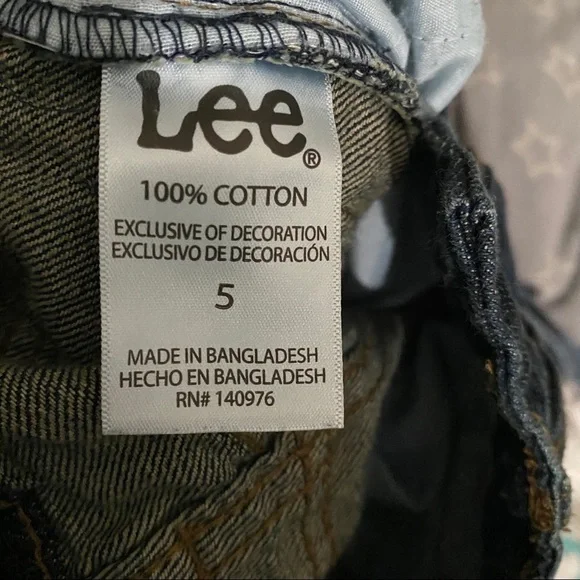 Lee®
100% COTTON
EXCLUSIVE OF DECORATION
EXCLUSIVO DE DECORACIÓN
5
MADE IN BANGLADESH
HECHO EN BANGLADESH
RN# 140976